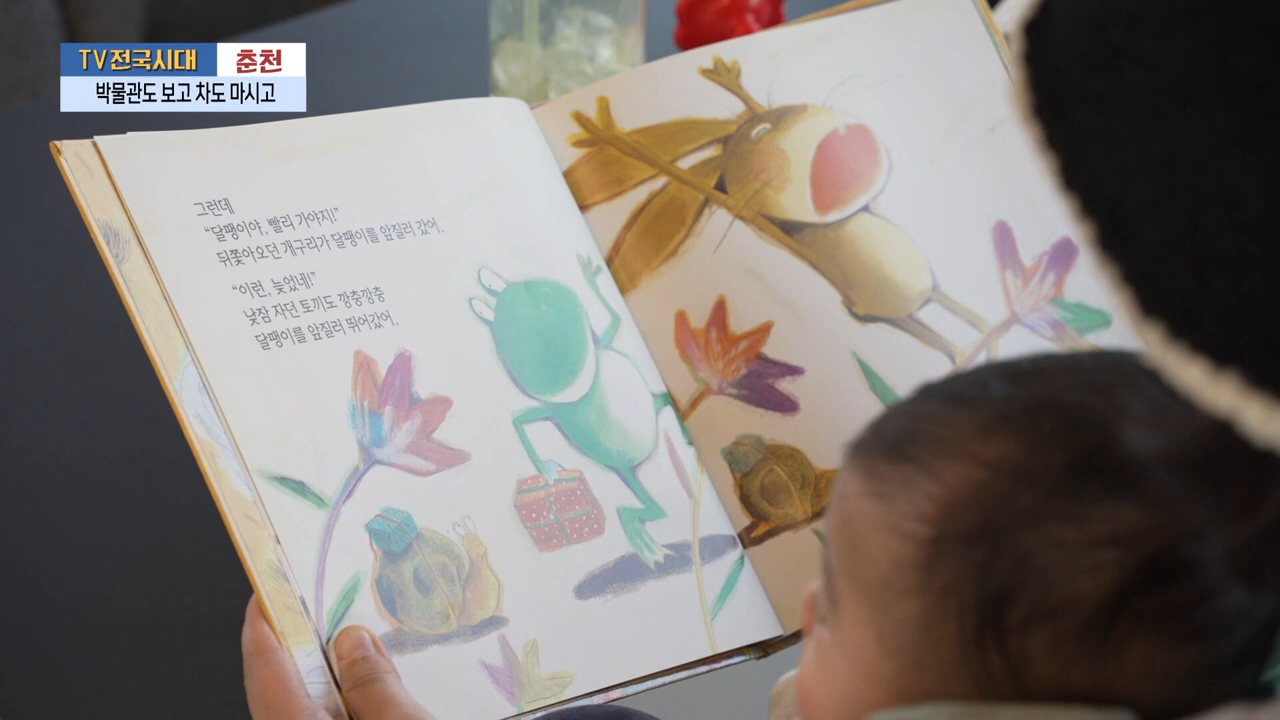 TV전국시대 춘천
박물관도 보고 차도 마시고
그런데
“달팽이야, 빨리 가야지!”
뒤쫓아오던 개구리가 달팽이를 앞질러 갔어.
“이런, 늦었네!”
낮잠 자던 토끼도 깡충깡충
달팽이를 앞질러 뛰어갔어.